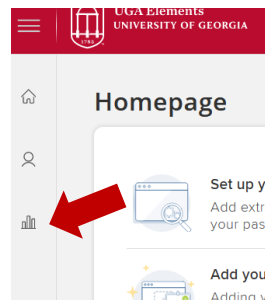 UGA Elements
UNIVERSITY OF GEORGIA
1785
Homepage
Set up y
Add extr
your pas
Add you
Adding y